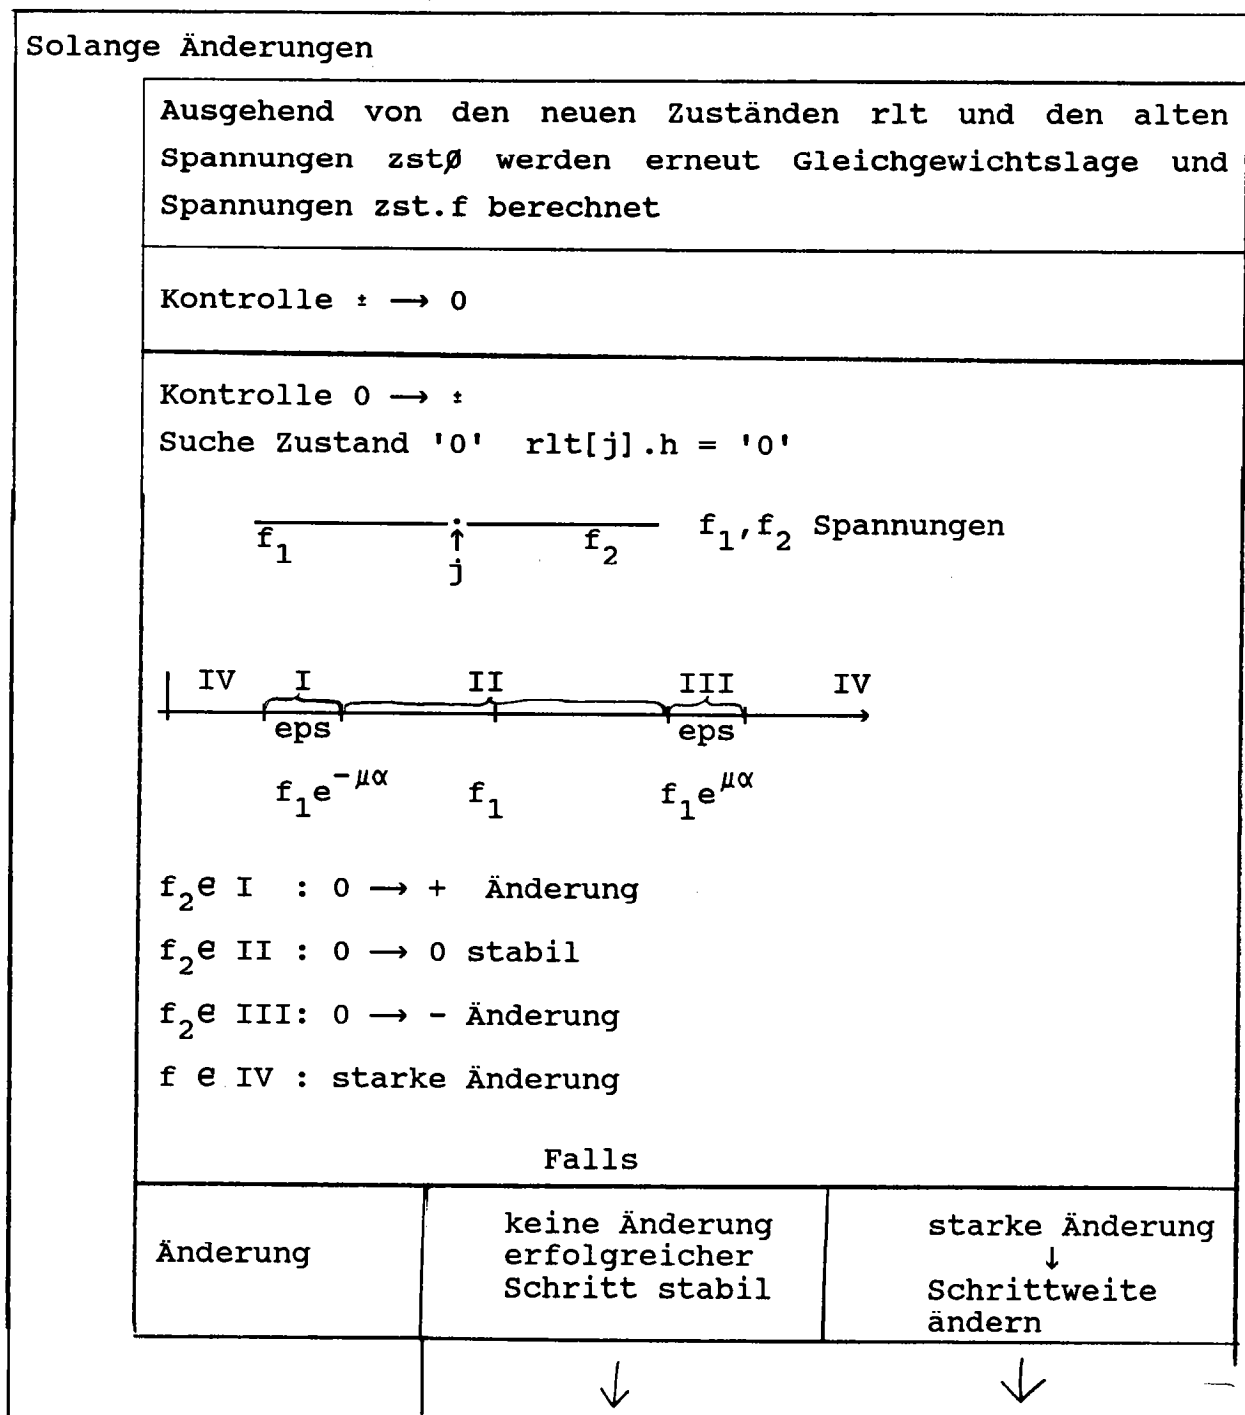 Solange Änderungen
Ausgehend von den neuen Zuständen rlt und den alten
Spannungen zstØ werden erneut Gleichgewichtslage und
Spannungen zst.f berechnet
Kontrolle ± → 0
Kontrolle 0 → ±
Suche Zustand '0' rlt[j].h = '0'
f₁ ↑ f₂ f₁,f₂ Spannungen
j
IV I II III IV
eps eps
f₁e^{-μα} f₁ f₁e^{μα}
f₂e I : 0 → + Änderung
f₂e II : 0 → 0 stabil
f₂e III: 0 → - Änderung
f e IV : starke Änderung
Falls
Änderung
keine Änderung
erfolgreicher
Schritt stabil
starke Änderung
↓
Schrittweite
ändern
↓ ↓